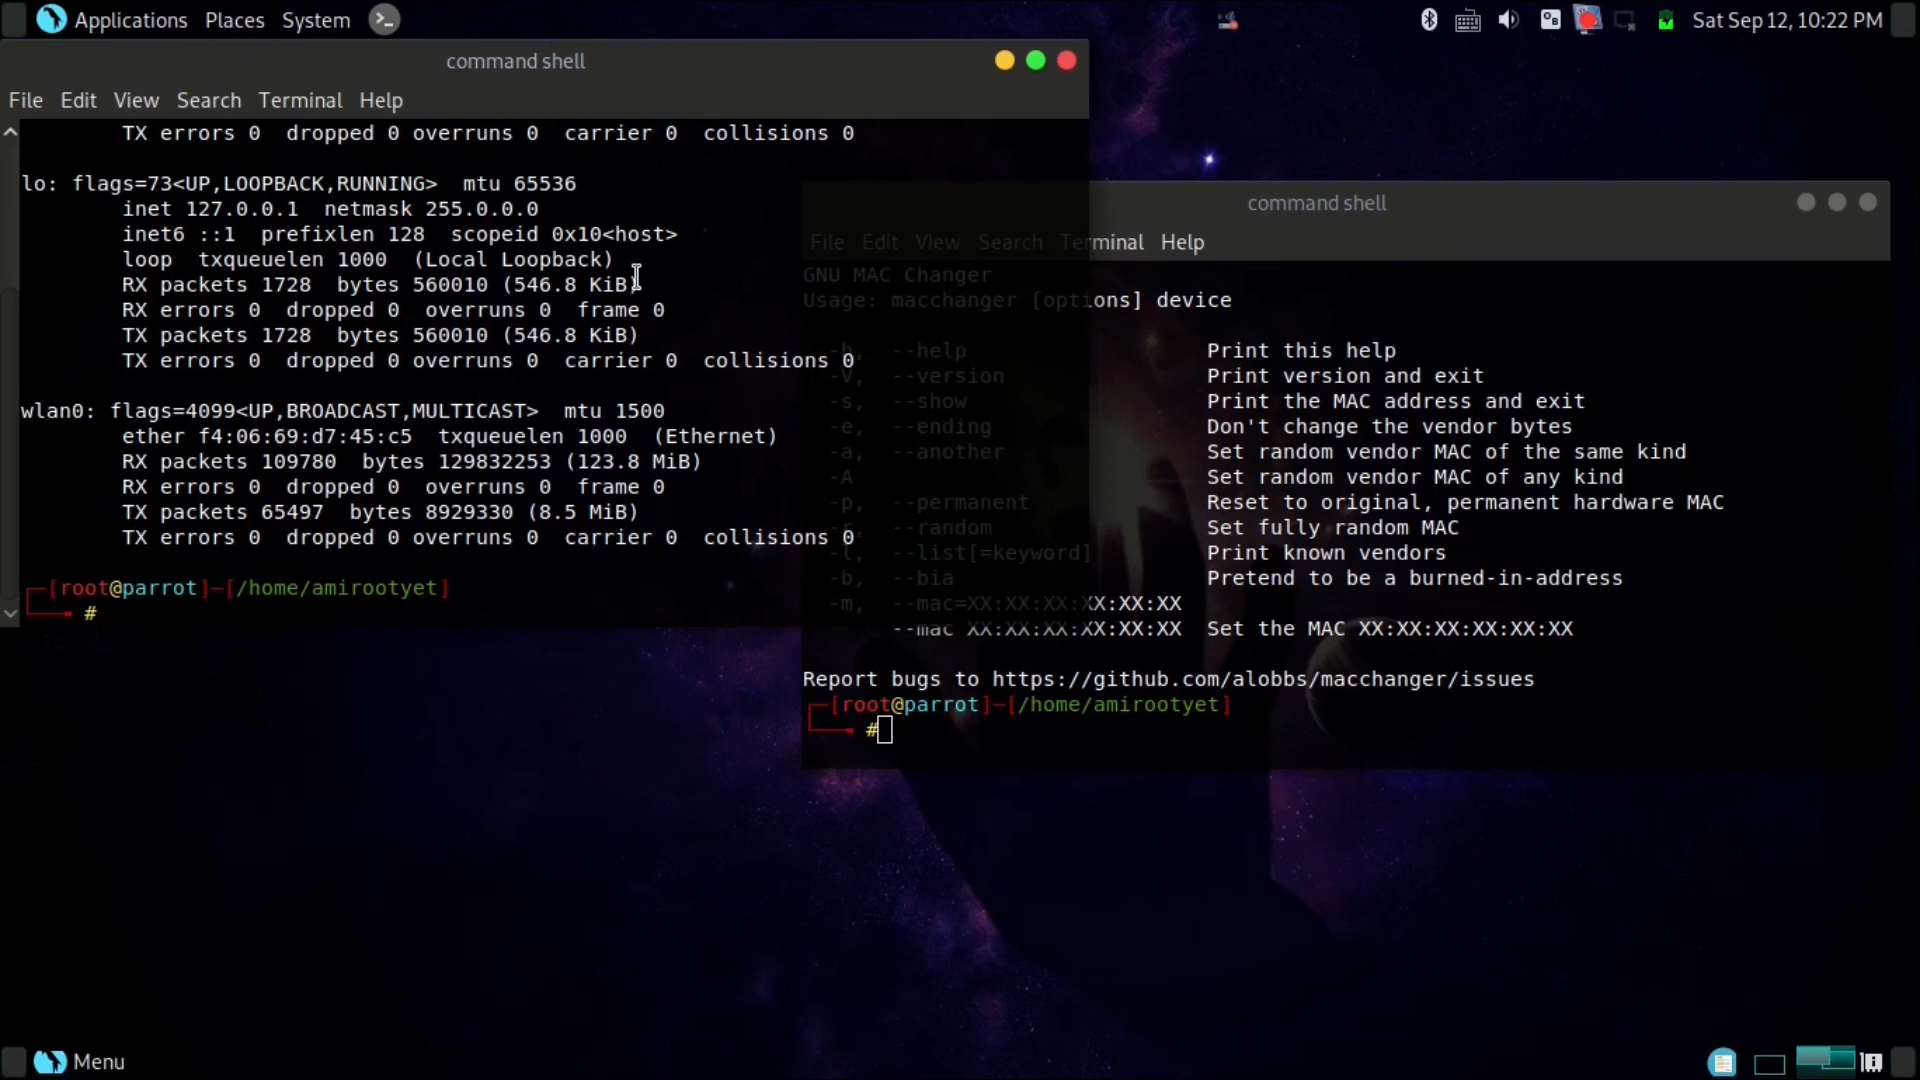 Applications Places System
Sat Sep 12, 10:22 PM
command shell
File Edit View Search Terminal Help
TX errors 0 dropped 0 overruns 0 carrier 0 collisions 0
lo: flags=73<UP,LOOPBACK,RUNNING> mtu 65536
inet 127.0.0.1 netmask 255.0.0.0
inet6 ::1 prefixlen 128 scopeid 0x10<host>
loop txqueuelen 1000 (Local Loopback)
RX packets 1728 bytes 560010 (546.8 KiB)
RX errors 0 dropped 0 overruns 0 frame 0
TX packets 1728 bytes 560010 (546.8 KiB)
TX errors 0 dropped 0 overruns 0 carrier 0 collisions 0
wlan0: flags=4099<UP,BROADCAST,MULTICAST> mtu 1500
ether f4:06:69:d7:45:c5 txqueuelen 1000 (Ethernet)
RX packets 109780 bytes 129832253 (123.8 MiB)
RX errors 0 dropped 0 overruns 0 frame 0
TX packets 65497 bytes 8929330 (8.5 MiB)
TX errors 0 dropped 0 overruns 0 carrier 0 collisions 0
[root@parrot]-[/home/amirootyet]
#
command shell
File Edit View Search Terminal Help
GNU MAC Changer
Usage: macchanger [options] device
-h, --help Print this help
-V, --version Print version and exit
-s, --show Print the MAC address and exit
-e, --ending Don't change the vendor bytes
-a, --another Set random vendor MAC of the same kind
-A Set random vendor MAC of any kind
-p, --permanent Reset to original, permanent hardware MAC
-r, --random Set fully random MAC
-l, --list[=keyword] Print known vendors
-b, --bia Pretend to be a burned-in-address
-m, --mac=XX:XX:XX:XX:XX:XX
--mac XX:XX:XX:XX:XX:XX Set the MAC XX:XX:XX:XX:XX:XX
Report bugs to https://github.com/alobbs/macchanger/issues
[root@parrot]-[/home/amirootyet]
#
Menu